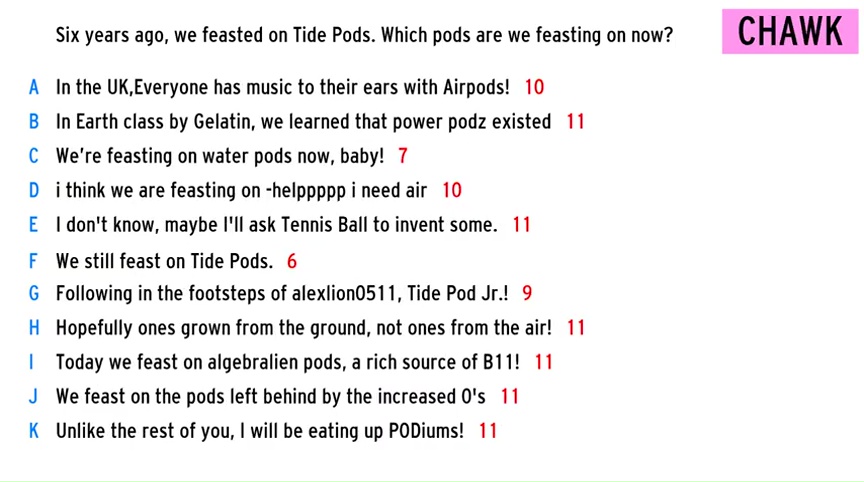 Six years ago, we feasted on Tide Pods. Which pods are we feasting on now?
CHAWK
A In the UK,Everyone has music to their ears with Airpods! 10
B In Earth class by Gelatin, we learned that power podz existed 11
C We're feasting on water pods now, baby! 7
D i think we are feasting on -helppppp i need air 10
E I don't know, maybe I'll ask Tennis Ball to invent some. 11
F We still feast on Tide Pods. 6
G Following in the footsteps of alexlion0511, Tide Pod Jr.! 9
H Hopefully ones grown from the ground, not ones from the air! 11
I Today we feast on algebralien pods, a rich source of B11! 11
J We feast on the pods left behind by the increased O's 11
K Unlike the rest of you, I will be eating up PODiums! 11